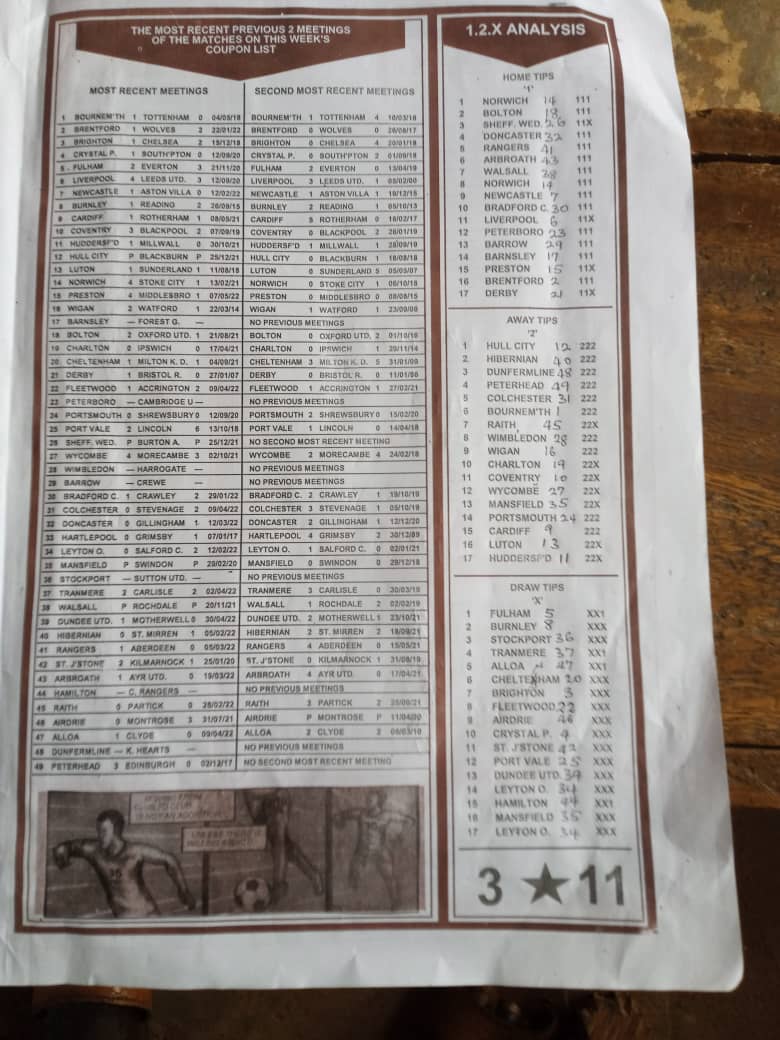 THE MOST RECENT PREVIOUS 2 MEETINGS
OF THE MATCHES ON THIS WEEK'S
COUPON LIST
MOST RECENT MEETINGS SECOND MOST RECENT MEETINGS
1 BOURNEM'TH 1 TOTTENHAM 0 04/05/18 BOURNEM'TH 1 TOTTENHAM 4 10/03/18
2 BRENTFORD 1 WOLVES 2 22/01/22 BRENTFORD 0 WOLVES 0 26/08/17
3 BRIGHTON 1 CHELSEA 2 19/12/18 BRIGHTON 0 CHELSEA 4 20/01/18
4 CRYSTAL P. 1 SOUTH'PTON 0 12/09/20 CRYSTAL P. 0 SOUTH'PTON 2 01/09/18
5 FULHAM 2 EVERTON 3 21/11/20 FULHAM 2 EVERTON 0 13/04/19
6 LIVERPOOL 4 LEEDS UTD. 3 12/09/20 LIVERPOOL 3 LEEDS UTD. 1 05/02/00
7 NEWCASTLE 1 ASTON VILLA 0 12/02/22 NEWCASTLE 1 ASTON VILLA 1 19/12/15
8 BURNLEY 1 READING 2 26/09/15 BURNLEY 2 READING 1 05/10/13
9 CARDIFF 1 ROTHERHAM 1 08/05/21 CARDIFF 5 ROTHERHAM 0 18/02/17
10 COVENTRY 3 BLACKPOOL 2 07/09/19 COVENTRY 0 BLACKPOOL 2 26/01/19
11 HUDDERSF'D 1 MILLWALL 0 30/10/21 HUDDERSF'D 1 MILLWALL 1 28/09/19
12 HULL CITY P BLACKBURN P 25/12/21 HULL CITY 0 BLACKBURN 1 18/08/18
13 LUTON 1 SUNDERLAND 1 11/08/18 LUTON 0 SUNDERLAND 5 05/05/07
14 NORWICH 4 STOKE CITY 1 13/02/21 NORWICH 0 STOKE CITY 1 06/10/18
15 PRESTON 4 MIDDLESBRO 1 07/05/22 PRESTON 0 MIDDLESBRO 0 08/08/15
16 WIGAN 2 WATFORD 1 22/03/14 WIGAN 1 WATFORD 1 23/09/08
17 BARNSLEY — FOREST G. — NO PREVIOUS MEETINGS
18 BOLTON 2 OXFORD UTD. 1 21/08/21 BOLTON 0 OXFORD UTD. 2 01/10/16
19 CHARLTON 0 IPSWICH 0 17/04/21 CHARLTON 0 IPSWICH 1 29/11/14
20 CHELTENHAM 1 MILTON K. D. 1 04/09/21 CHELTENHAM 3 MILTON K. D. 5 31/01/09
21 DERBY 1 BRISTOL R. 0 27/01/07 DERBY 0 BRISTOL R. 0 11/01/86
22 FLEETWOOD 1 ACCRINGTON 2 09/04/22 FLEETWOOD 1 ACCRINGTON 1 27/03/21
23 PETERBORO — CAMBRIDGE U — NO PREVIOUS MEETINGS
24 PORTSMOUTH 0 SHREWSBURY 0 12/09/20 PORTSMOUTH 2 SHREWSBURY 0 15/02/20
25 PORT VALE 2 LINCOLN 6 13/10/18 PORT VALE 1 LINCOLN 0 14/04/18
26 SHEFF. WED. P BURTON A. P 25/12/21 NO SECOND MOST RECENT MEETING
27 WYCOMBE 4 MORECAMBE 3 02/10/21 WYCOMBE 2 MORECAMBE 4 24/02/18
28 WIMBLEDON — HARROGATE — NO PREVIOUS MEETINGS
29 BARROW — CREWE — NO PREVIOUS MEETINGS
30 BRADFORD C. 1 CRAWLEY 2 29/01/22 BRADFORD C. 2 CRAWLEY 1 19/10/19
31 COLCHESTER 0 STEVENAGE 2 09/04/22 COLCHESTER 3 STEVENAGE 1 05/10/19
32 DONCASTER 0 GILLINGHAM 1 12/03/22 DONCASTER 2 GILLINGHAM 1 12/12/20
33 HARTLEPOOL 0 GRIMSBY 1 07/01/17 HARTLEPOOL 4 GRIMSBY 2 30/12/89
34 LEYTON O. 0 SALFORD C. 2 12/02/22 LEYTON O. 1 SALFORD C. 0 02/01/21
35 MANSFIELD P SWINDON P 29/02/20 MANSFIELD 0 SWINDON 0 29/12/18
36 STOCKPORT — SUTTON UTD. — NO PREVIOUS MEETINGS
37 TRANMERE 2 CARLISLE 2 02/04/22 TRANMERE 3 CARLISLE 0 30/03/19
38 WALSALL P ROCHDALE P 20/11/21 WALSALL 1 ROCHDALE 2 02/02/19
39 DUNDEE UTD. 1 MOTHERWELL 0 30/04/22 DUNDEE UTD. 2 MOTHERWELL 1 23/10/21
40 HIBERNIAN 0 ST. MIRREN 1 05/02/22 HIBERNIAN 2 ST. MIRREN 2 18/09/21
41 RANGERS 1 ABERDEEN 0 05/03/22 RANGERS 4 ABERDEEN 0 15/05/21
42 ST. J'STONE 2 KILMARNOCK 1 25/01/20 ST. J'STONE 0 KILMARNOCK 1 31/08/19
43 ARBROATH 1 AYR UTD. 0 19/03/22 ARBROATH 4 AYR UTD. 0 17/04/21
44 HAMILTON — C. RANGERS — NO PREVIOUS MEETINGS
45 RAITH 0 PARTICK 0 26/02/22 RAITH 3 PARTICK 2 25/09/21
46 AIRDRIE 0 MONTROSE 3 31/07/21 AIRDRIE P MONTROSE P 11/04/20
47 ALLOA 1 CLYDE 0 09/04/22 ALLOA 2 CLYDE 2
48 DUNFERMLINE — K. HEARTS — NO PREVIOUS MEETINGS
49 PETERHEAD 3 EDINBURGH 0 02/12/17 NO SECOND MOST RECENT MEETING
1.2.X ANALYSIS
HOME TIPS
'1'
1 NORWICH 14 111
2 BOLTON 18 111
3 SHEFF. WED. 26 11X
4 DONCASTER 32 111
5 RANGERS 41 111
6 ARBROATH 43 111
7 WALSALL 38 111
8 NORWICH 14 111
9 NEWCASTLE 7 111
10 BRADFORD C. 30 111
11 LIVERPOOL 6 11X
12 PETERBORO 23 111
13 BARROW 29 111
14 BARNSLEY 17 111
15 PRESTON 15 11X
16 BRENTFORD 2 111
17 DERBY 21 11X
AWAY TIPS
'2'
1 HULL CITY 12 222
2 HIBERNIAN 40 222
3 DUNFERMLINE 48 222
4 PETERHEAD 49 222
5 COLCHESTER 31 222
6 BOURNEM'TH 1 222
7 RAITH 45 22X
8 WIMBLEDON 28 222
9 WIGAN 16 222
10 CHARLTON 19 22X
11 COVENTRY 10 22X
12 WYCOMBE 27 22X
13 MANSFIELD 35 22X
14 PORTSMOUTH 24 222
15 CARDIFF 9 222
16 LUTON 13 22X
17 HUDDERSF'D 11 22X
DRAW TIPS
'X'
1 FULHAM 5 XX1
2 BURNLEY 8 XXX
3 STOCKPORT 36 XXX
4 TRANMERE 37 XX1
5 ALLOA 47 XX1
6 CHELTENHAM 20 XXX
7 BRIGHTON 3 XXX
8 FLEETWOOD 22 XXX
9 AIRDRIE 46 XXX
10 CRYSTAL P. 4 XXX
11 ST. J'STONE 42 XXX
12 PORT VALE 25 XXX
13 DUNDEE UTD. 39 XXX
14 LEYTON O. 34 XXX
15 HAMILTON 44 XX1
16 MANSFIELD 35 XXX
17 LEYTON O. 34 XXX
3 ★ 11